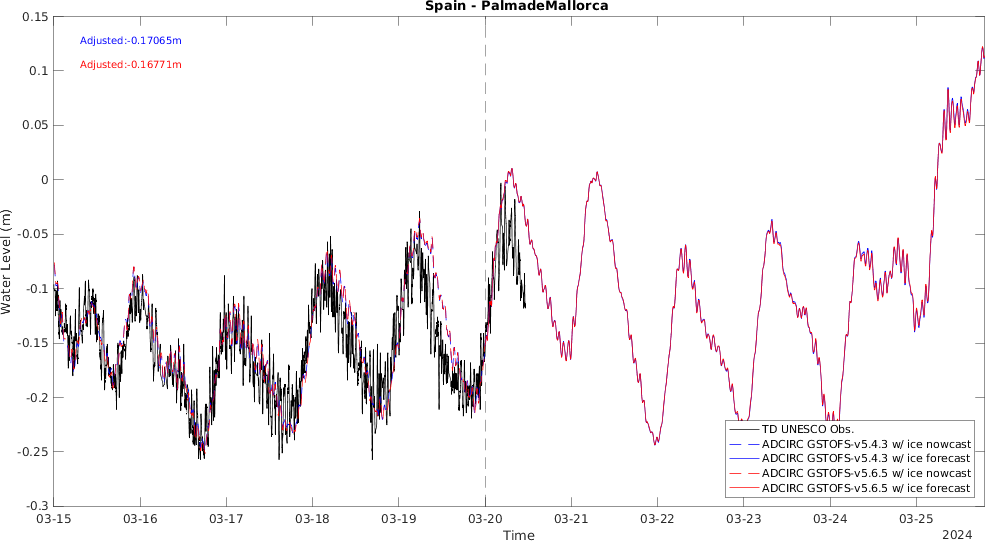 Spain - PalmadeMallorca
0.15
Adjusted:-0.17065m
Adjusted:-0.16771m
0.1
0.05
0
-0.05
-0.1
-0.15
-0.2
-0.25
-0.3
Water Level (m)
TD UNESCO Obs.
ADCIRC GSTOFS-v5.4.3 w/ ice nowcast
ADCIRC GSTOFS-v5.4.3 w/ ice forecast
ADCIRC GSTOFS-v5.6.5 w/ ice nowcast
ADCIRC GSTOFS-v5.6.5 w/ ice forecast
03-15 03-16 03-17 03-18 03-19 03-20 03-21 03-22 03-23 03-24 03-25
Time
2024